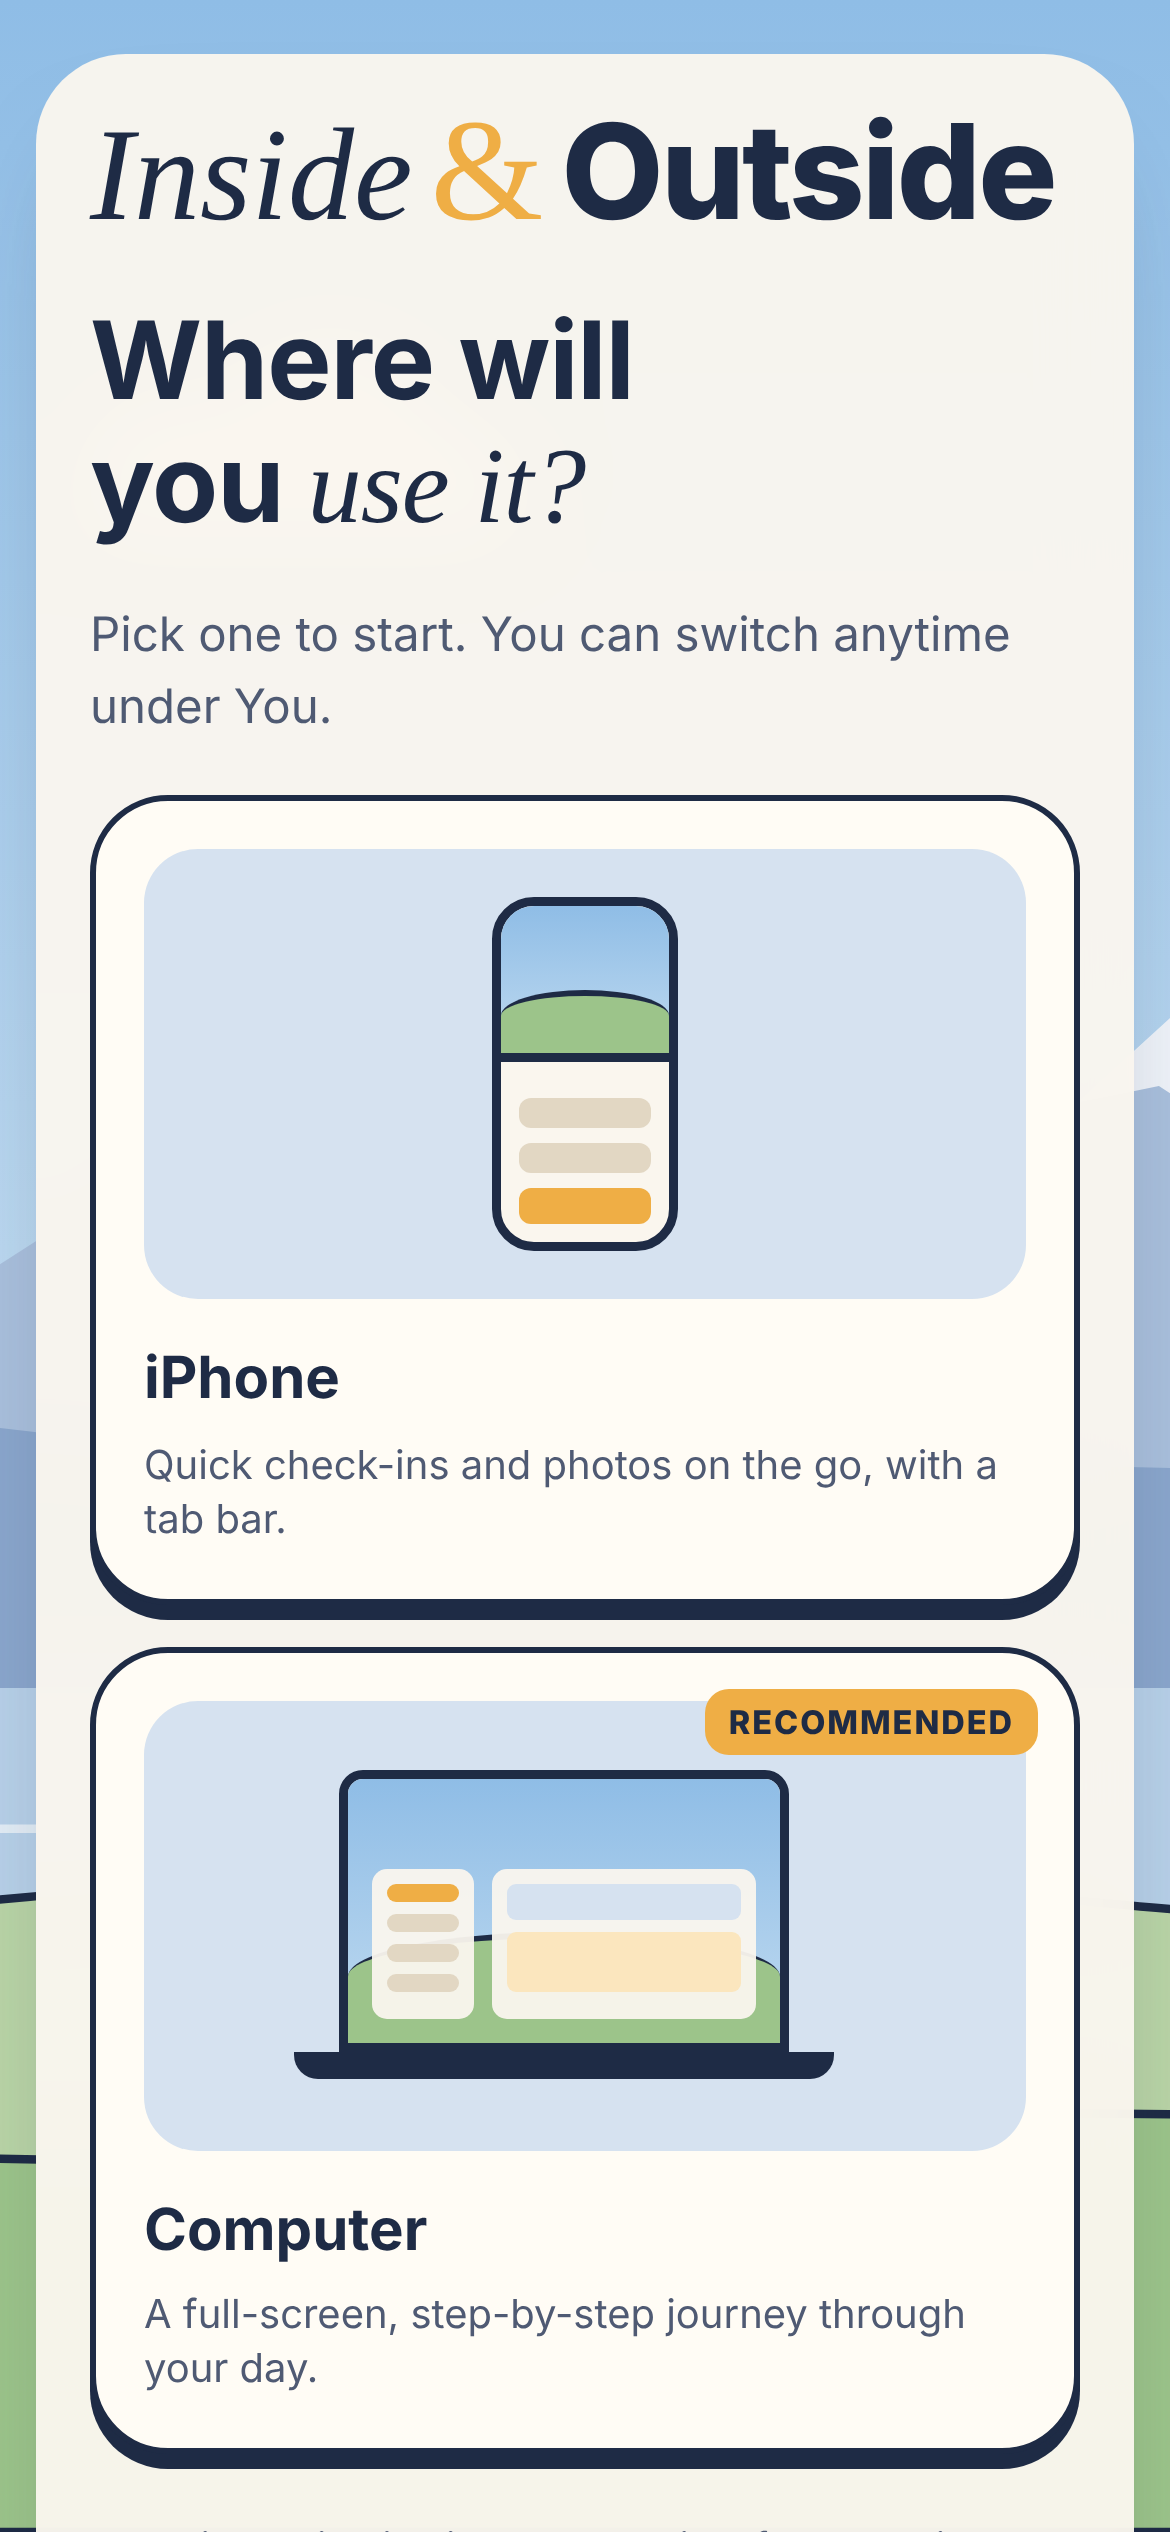 Inside & Outside
Where will
you use it?
Pick one to start. You can switch anytime
under You.
iPhone
Quick check-ins and photos on the go, with a
tab bar.
RECOMMENDED
Computer
A full-screen, step-by-step journey through
your day.